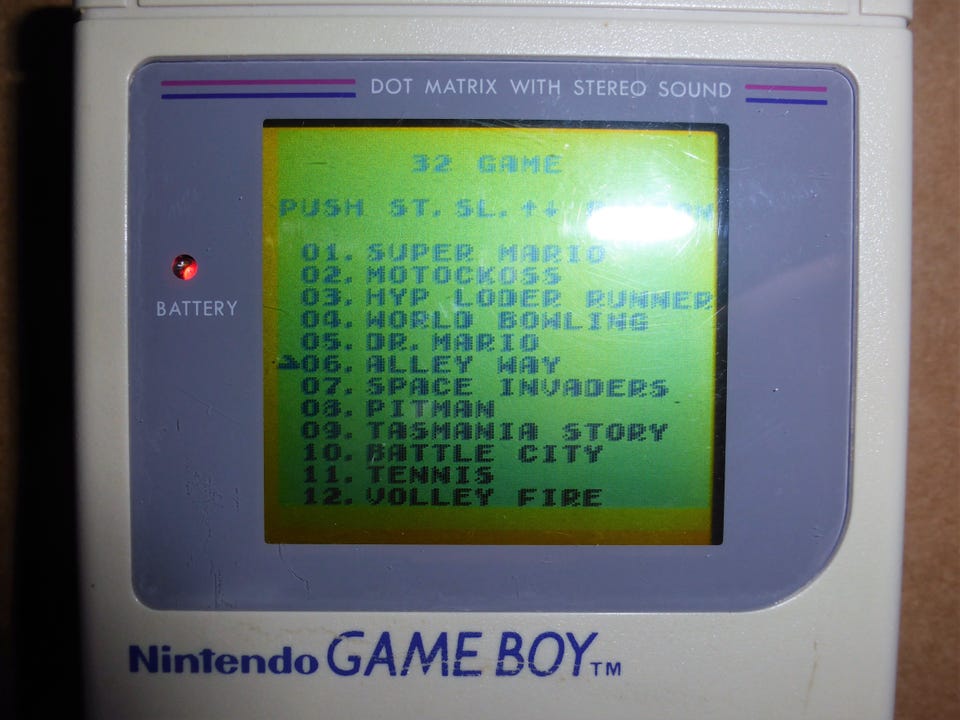 DOT MATRIX WITH STEREO SOUND
BATTERY
32 GAME
PUSH ST. SL. ↑↓
01. SUPER MARIO
02. MOTOCKOSS
03. HYP LODER RUNNER
04. WORLD BOWLING
05. DR. MARIO
06. ALLEY WAY
07. SPACE INVADERS
08. PITMAN
09. TASMANIA STORY
10. BATTLE CITY
11. TENNIS
12. VOLLEY FIRE
Nintendo GAME BOY TM